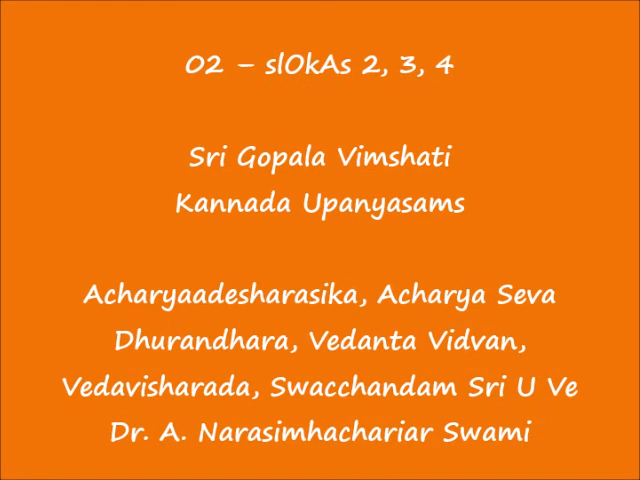 02 – slOkAs 2, 3, 4
Sri Gopala Vimshati
Kannada Upanyasams
Acharyaadesharasika, Acharya Seva
Dhurandhara, Vedanta Vidvan,
Vedavisharada, Swacchandam Sri U Ve
Dr. A. Narasimhachariar Swami